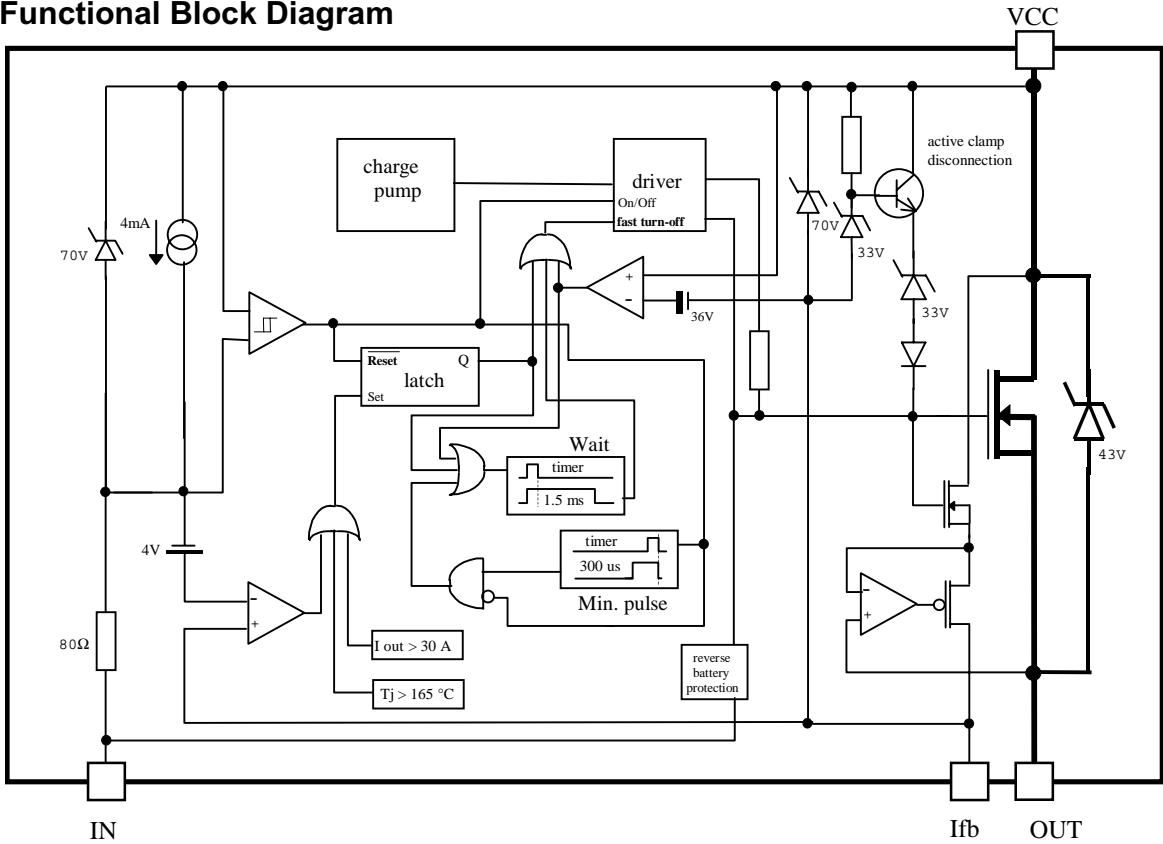 Functional Block Diagram
VCC
charge
pump
driver
On/Off
fast turn-off
active clamp
disconnection
4mA
70V
70V
33V
33V
+
-
36V
Reset
Q
latch
Set
Wait
timer
1.5 ms
43V
4V
timer
300 us
Min. pulse
-
+
-
+
80Ω
I out > 30 A
Tj > 165 °C
reverse
battery
protection
IN
Ifb
OUT